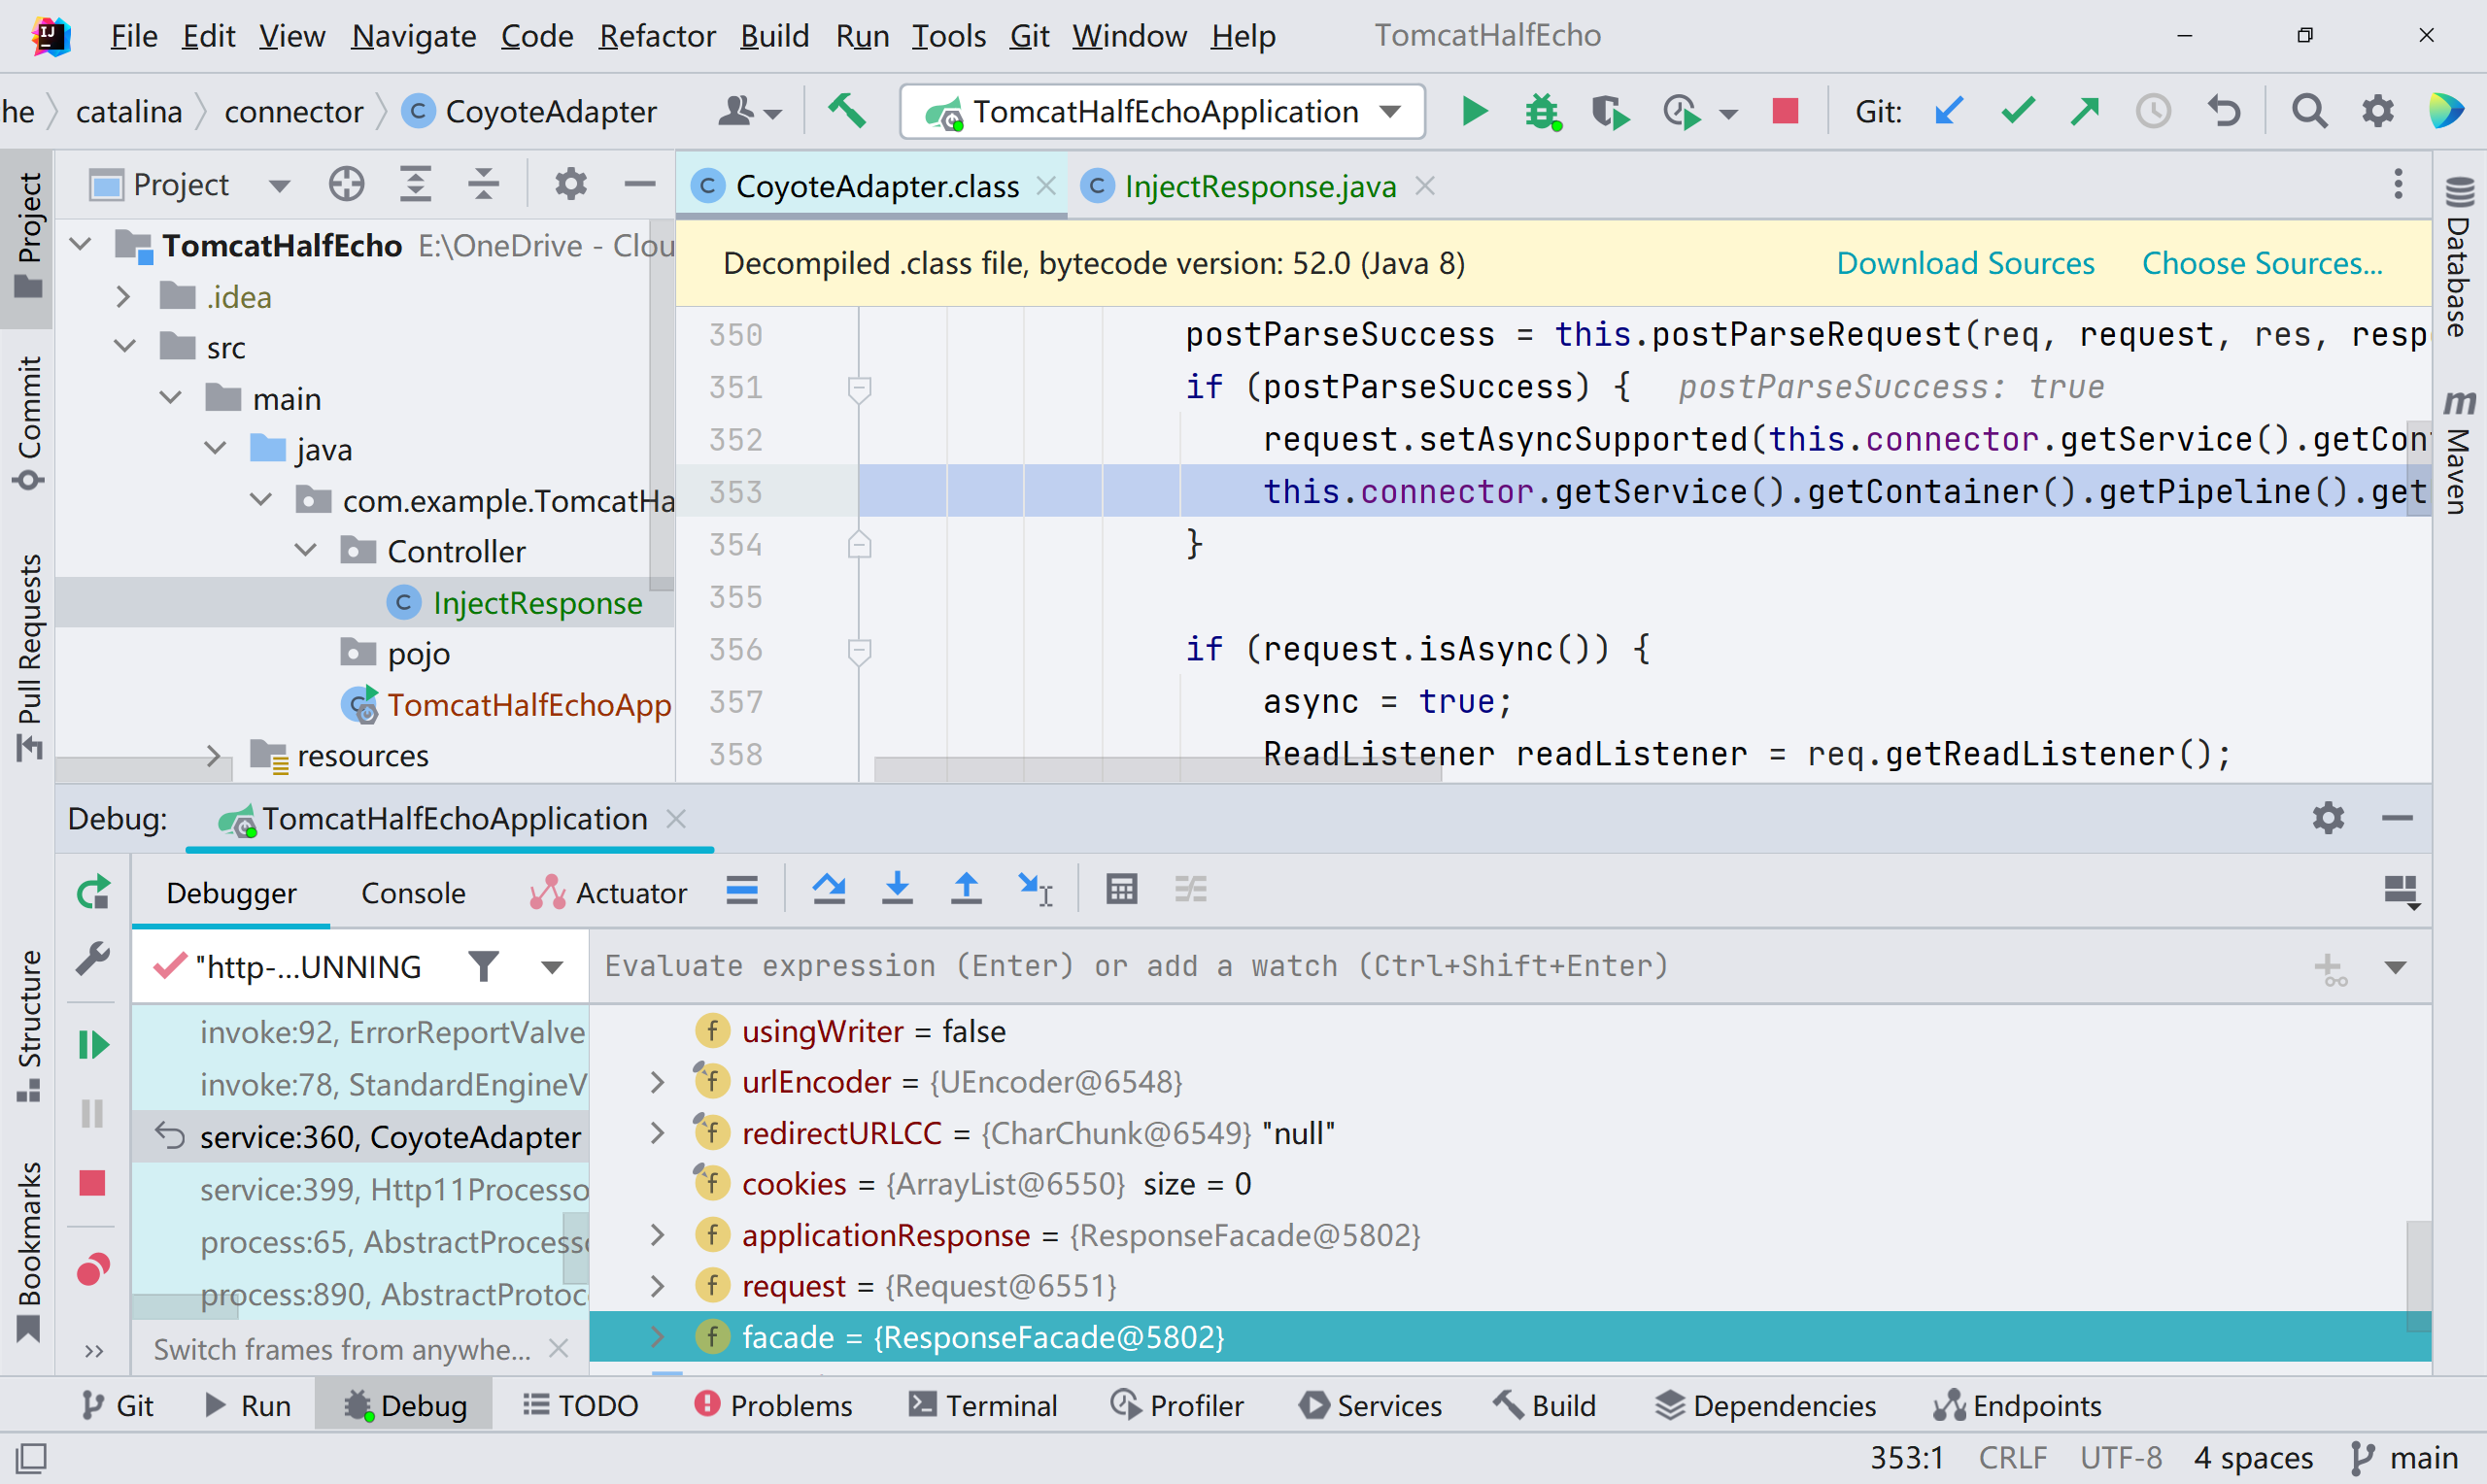 File Edit View Navigate Code Refactor Build Run Tools Git Window Help TomcatHalfEcho
he catalina connector CoyoteAdapter TomcatHalfEchoApplication Git:
Project CoyoteAdapter.class InjectResponse.java
Decompiled .class file, bytecode version: 52.0 (Java 8) Download Sources Choose Sources...
TomcatHalfEcho E:\OneDrive - Clou
.idea
src
main
java
com.example.TomcatHa
Controller
InjectResponse
pojo
TomcatHalfEchoApp
resources
350 postParseSuccess = this.postParseRequest(req, request, res, resp
351 if (postParseSuccess) { postParseSuccess: true
352 request.setAsyncSupported(this.connector.getService().getCon
353 this.connector.getService().getContainer().getPipeline().get
354 }
355
356 if (request.isAsync()) {
357 async = true;
358 ReadListener readListener = req.getReadListener();
Project
Commit
Pull Requests
Structure
Bookmarks
Database
Maven
Debug: TomcatHalfEchoApplication
Debugger Console Actuator
"http-...UNNING
Evaluate expression (Enter) or add a watch (Ctrl+Shift+Enter)
invoke:92, ErrorReportValve
invoke:78, StandardEngineV
service:360, CoyoteAdapter
service:399, Http11Processo
process:65, AbstractProcesso
process:890, AbstractProtoc
Switch frames from anywhe...
usingWriter = false
urlEncoder = {UEncoder@6548}
redirectURLCC = {CharChunk@6549} "null"
cookies = {ArrayList@6550} size = 0
applicationResponse = {ResponseFacade@5802}
request = {Request@6551}
facade = {ResponseFacade@5802}
Git Run Debug TODO Problems Terminal Profiler Services Build Dependencies Endpoints
353:1 CRLF UTF-8 4 spaces main